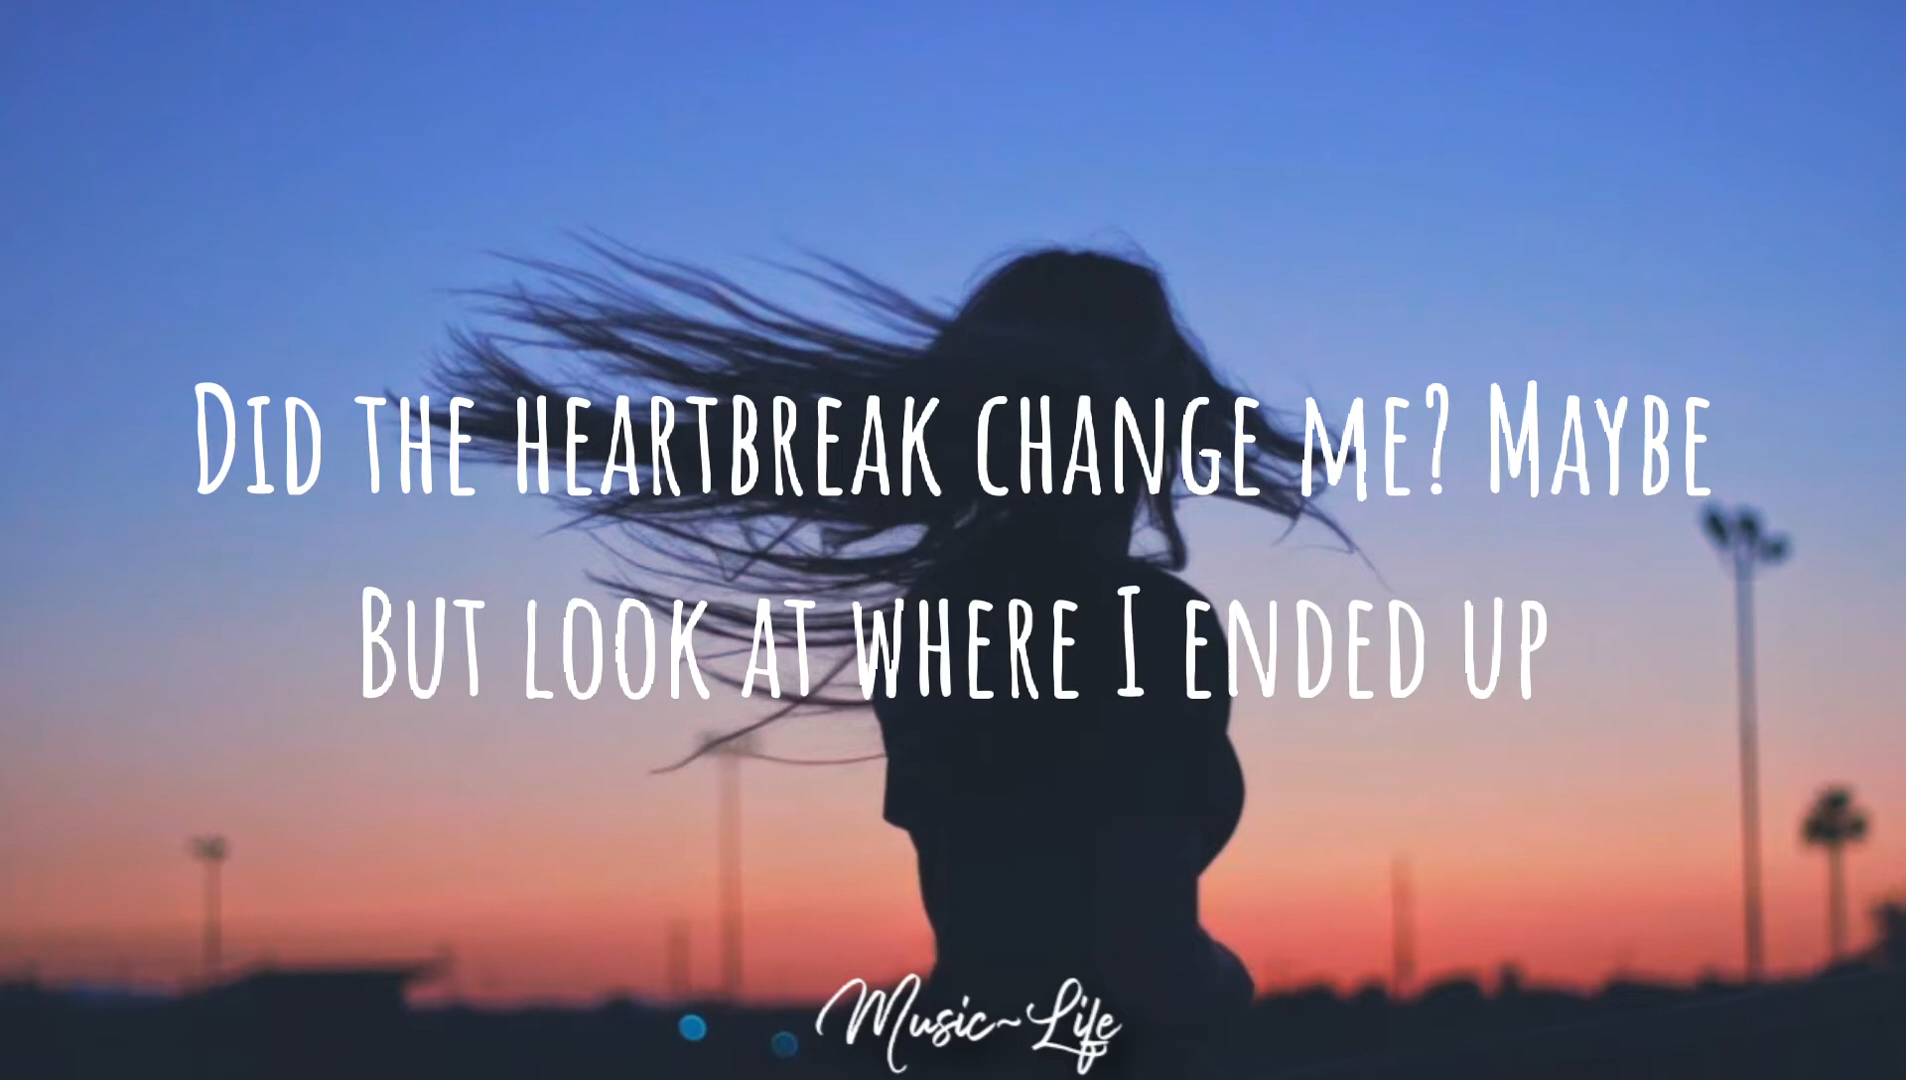 Did the heartbreak change me? Maybe
But look at where I ended up
Music~Life